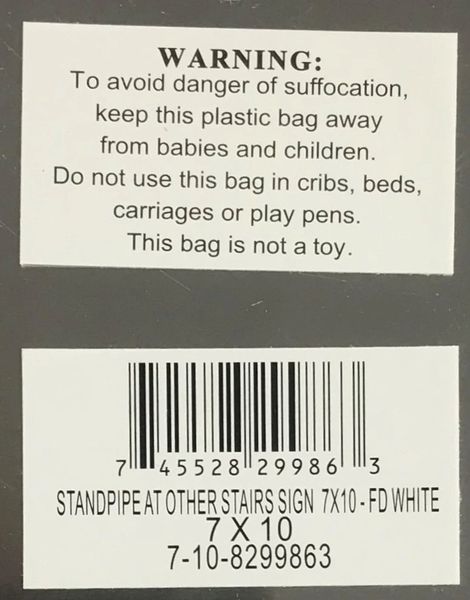 WARNING:
To avoid danger of suffocation,
keep this plastic bag away
from babies and children.
Do not use this bag in cribs, beds,
carriages or play pens.
This bag is not a toy.
7 45528 29986 3
STANDPIPE AT OTHER STAIRS SIGN 7X10 - FD WHITE
7 X 10
7-10-8299863